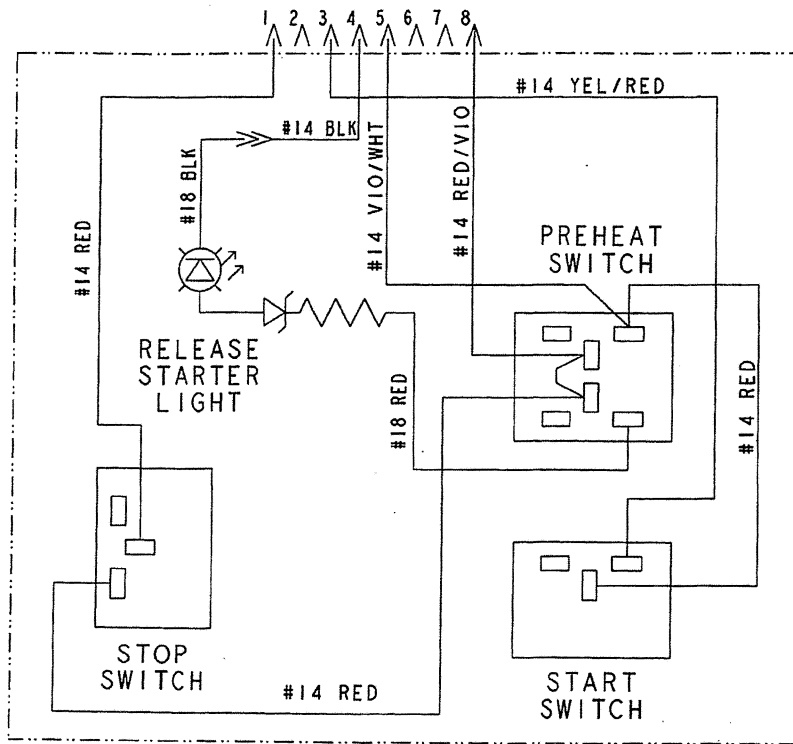 1 2 3 4 5 6 7 8
#14 YEL/RED
#14 BLK
#18 BLK
#14 VIO/WHT
#14 RED/VIO
#14 RED
PREHEAT
SWITCH
RELEASE
STARTER
LIGHT
#18 RED
#14 RED
STOP
SWITCH
#14 RED
START
SWITCH